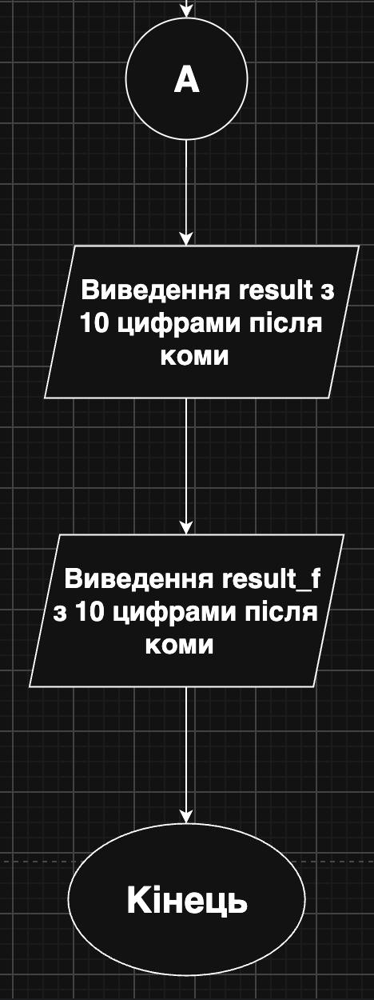 A
Виведення result з
10 цифрами після
коми
Виведення result_f
з 10 цифрами після
коми
Кінець